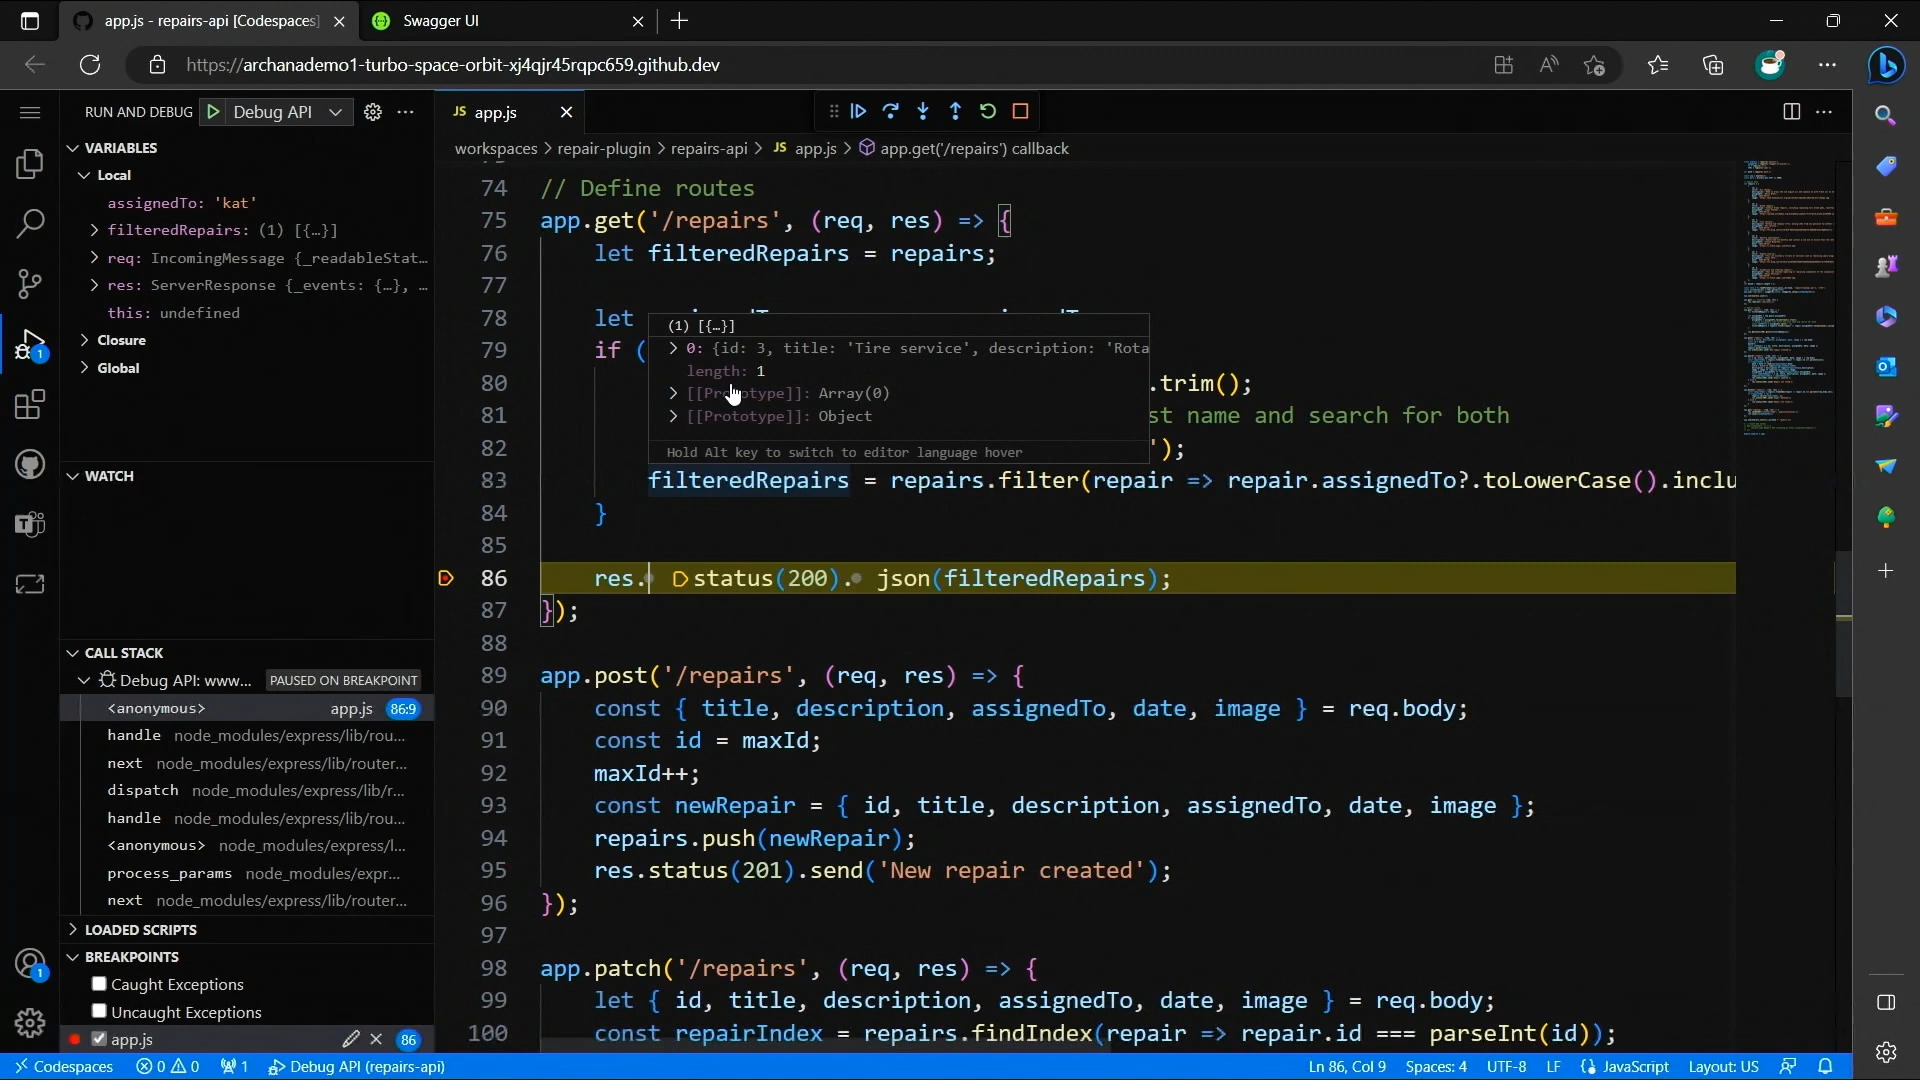 app.js - repairs-api [Codespaces]
Swagger UI
https://archanademo1-turbo-space-orbit-xj4qjr45rqpc659.github.dev
RUN AND DEBUG
Debug API
JS app.js
workspaces > repair-plugin > repairs-api > JS app.js > app.get('/repairs') callback
VARIABLES
Local
assignedTo: 'kat'
filteredRepairs: (1) [{…}]
req: IncomingMessage {_readableStat…
res: ServerResponse {_events: {…}, …
this: undefined
Closure
Global
WATCH
CALL STACK
Debug API: www... PAUSED ON BREAKPOINT
<anonymous> app.js 86:9
handle node_modules/express/lib/rou...
next node_modules/express/lib/router...
dispatch node_modules/express/lib/r...
handle node_modules/express/lib/rou...
<anonymous> node_modules/express/l...
process_params node_modules/expr...
next node_modules/express/lib/router...
LOADED SCRIPTS
BREAKPOINTS
Caught Exceptions
Uncaught Exceptions
app.js 86
74 // Define routes
75 app.get('/repairs', (req, res) => {
76 let filteredRepairs = repairs;
77
78 let
79 if (
80 .trim();
81 st name and search for both
82 ');
83 filteredRepairs = repairs.filter(repair => repair.assignedTo?.toLowerCase().inclu
84 }
85
86 res. status(200). json(filteredRepairs);
87 });
88
89 app.post('/repairs', (req, res) => {
90 const { title, description, assignedTo, date, image } = req.body;
91 const id = maxId;
92 maxId++;
93 const newRepair = { id, title, description, assignedTo, date, image };
94 repairs.push(newRepair);
95 res.status(201).send('New repair created');
96 });
97
98 app.patch('/repairs', (req, res) => {
99 let { id, title, description, assignedTo, date, image } = req.body;
100 const repairIndex = repairs.findIndex(repair => repair.id === parseInt(id));
(1) [{…}]
0: {id: 3, title: 'Tire service', description: 'Rota
length: 1
[[Prototype]]: Array(0)
[[Prototype]]: Object
Hold Alt key to switch to editor language hover
Codespaces 0 0 1 Debug API (repairs-api) Ln 86, Col 9 Spaces: 4 UTF-8 LF {} JavaScript Layout: US